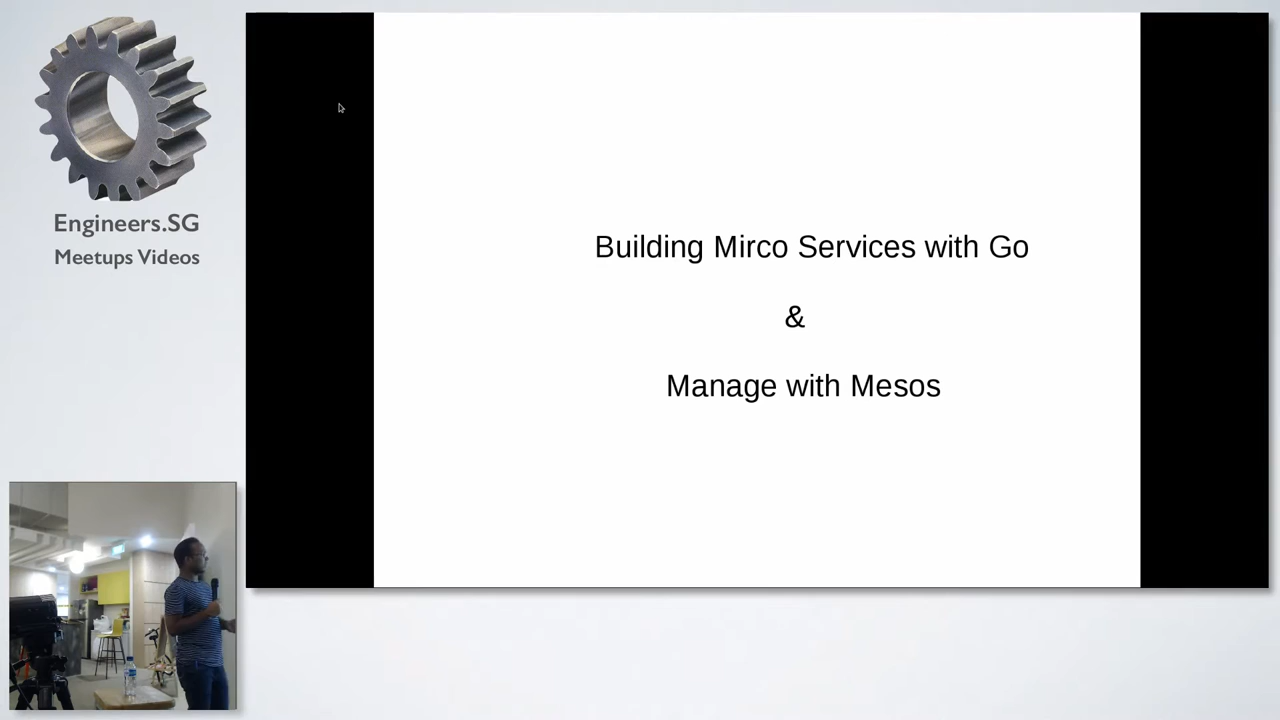 Engineers.SG
Meetups Videos
Building Mirco Services with Go
&
Manage with Mesos